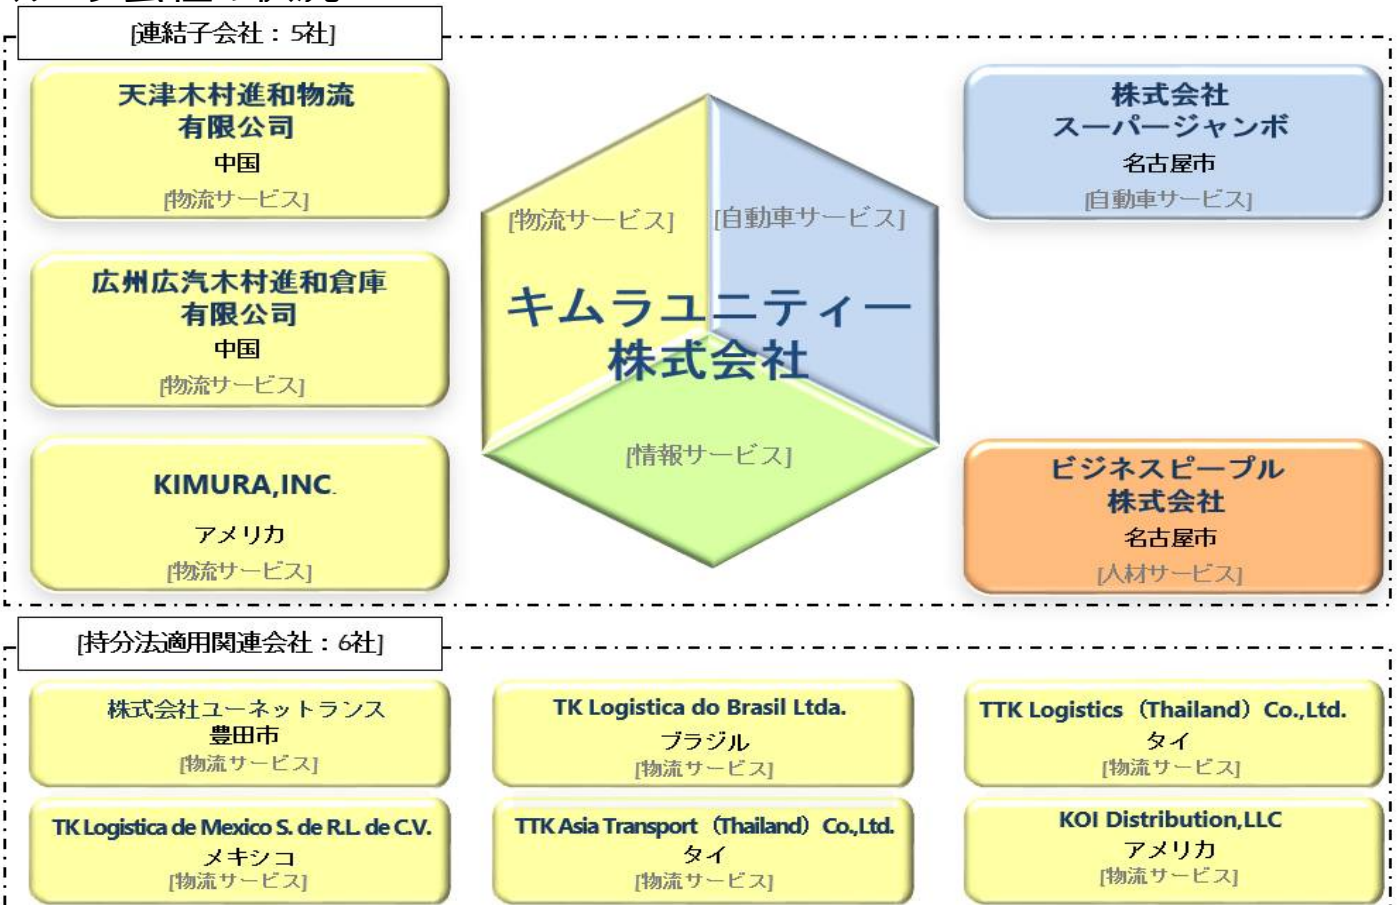 [連結子会社：5社]
天津木村進和物流
有限公司
中国
[物流サービス]
広州広汽木村進和倉庫
有限公司
中国
[物流サービス]
KIMURA,INC.
アメリカ
[物流サービス]
[物流サービス]
[自動車サービス]
キムラユニティー
株式会社
[情報サービス]
株式会社
スーパージャンボ
名古屋市
[自動車サービス]
ビジネスピープル
株式会社
名古屋市
[人材サービス]
[持分法適用関連会社：6社]
株式会社ユーネットランス
豊田市
[物流サービス]
TK Logistica do Brasil Ltda.
ブラジル
[物流サービス]
TTK Logistics（Thailand）Co.,Ltd.
タイ
[物流サービス]
TK Logistica de Mexico S. de R.L. de C.V.
メキシコ
[物流サービス]
TTK Asia Transport（Thailand）Co.,Ltd.
タイ
[物流サービス]
KOI Distribution,LLC
アメリカ
[物流サービス]